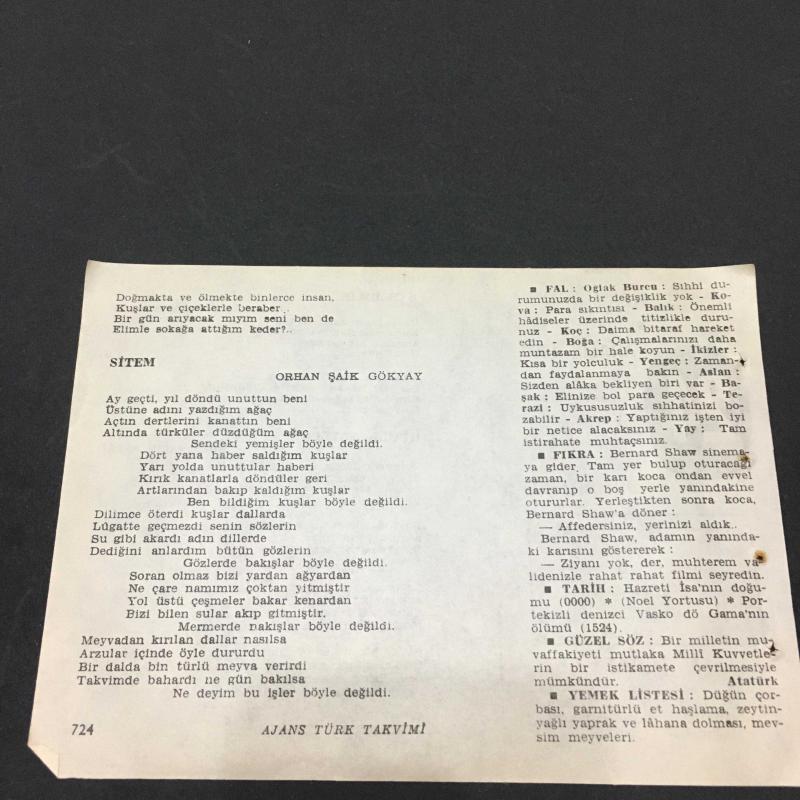 Doğmakta ve ölmekte binlerce insan,
Kuşlar ve çiçeklerle beraber..
Bir gün arıyacak mıyım seni ben de
Elimle sokağa attığım keder?..
SİTEM
ORHAN ŞAİK GÖKYAY
Ay geçti, yıl döndü unuttun beni
Üstüne adını yazdığım ağaç
Açtın dertlerini kanattın beni
Altında türküler düzdüğüm ağaç
Sendeki yemişler böyle değildi.
Dört yana haber saldığım kuşlar
Yarı yolda unuttular haberi
Kırık kanatlarla döndüler geri
Artlarından bakıp kaldığım kuşlar
Ben bildiğim kuşlar böyle değildi.
Dilimce öterdi kuşlar dallarda
Lûgatte geçmezdi senin sözlerin
Su gibi akardı adın dillerde
Dediğini anlardım bütün gözlerin
Gözlerde bakışlar böyle değildi.
Soran olmaz bizi yardan ağyardan
Ne çare namımız çoktan yitmiştir
Yol üstü çeşmeler bakar kenardan
Bizi bilen sular akıp gitmiştir.
Mermerde nakışlar böyle değildi.
Meyvadan kırılan dallar nasılsa
Arzular içinde öyle dururdu
Bir dalda bin türlü meyva verirdi
Takvimde bahardı ne gün bakılsa
Ne deyim bu işler böyle değildi.
724
AJANS TÜRK TAKVİMİ
■ FAL : Oğlak Burcu : Sıhhi du-
rumunuzda bir değişiklik yok - Ko-
va : Para sıkıntısı - Balık : Önemli
hâdiseler üzerinde titizlikle duru-
nuz - Koç : Daima bitaraf hareket
edin - Boğa : Çalışmalarınızı daha
muntazam bir hale koyun - İkizler :
Kısa bir yolculuk - Yengeç : Zaman-
dan faydalanmaya bakın - Aslan :
Sizden alâka bekliyen biri var - Ba-
şak : Elinize bol para geçecek - Te-
razi : Uykususuzluk sıhhatinizi bo-
zabilir - Akrep : Yaptığınız işten iyi
bir netice alacaksınız - Yay : Tam
istirahate muhtaçsınız.
■ FIKRA : Bernard Shaw sinema-
ya gider. Tam yer bulup oturacağı
zaman, bir karı koca ondan evvel
davranıp o boş yerle yanındakine
otururlar. Yerleştikten sonra koca,
Bernard Shaw'a döner :
— Affedersiniz, yerinizi aldık..
Bernard Shaw, adamın yanında-
ki karısını göstererek :
— Ziyanı yok, der, muhterem va-
lidenizle rahat rahat filmi seyredin.
■ TARİH : Hazreti İsa'nın doğu-
mu (0000) * (Noel Yortusu) * Por-
tekizli denizci Vasko dö Gama'nın
ölümü (1524).
■ GÜZEL SÖZ : Bir milletin mu-
vaffakiyeti mutlaka Milli Kuvvetle-
rin bir istikamete çevrilmesiyle
mümkündür. Atatürk
■ YEMEK LİSTESİ : Düğün çor-
bası, garnitürlü et haşlama, zeytin-
yağlı yaprak ve lâhana dolması, mev-
sim meyveleri.